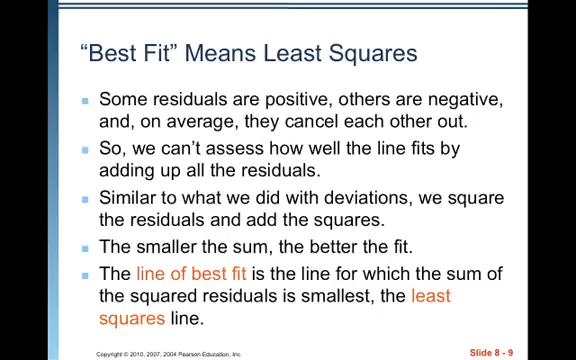 “Best Fit” Means Least Squares
Some residuals are positive, others are negative,
and, on average, they cancel each other out.
So, we can’t assess how well the line fits by
adding up all the residuals.
Similar to what we did with deviations, we square
the residuals and add the squares.
The smaller the sum, the better the fit.
The line of best fit is the line for which the sum of
the squared residuals is smallest, the least
squares line.
Copyright © 2010, 2007, 2004 Pearson Education, Inc.
Slide 8 - 9